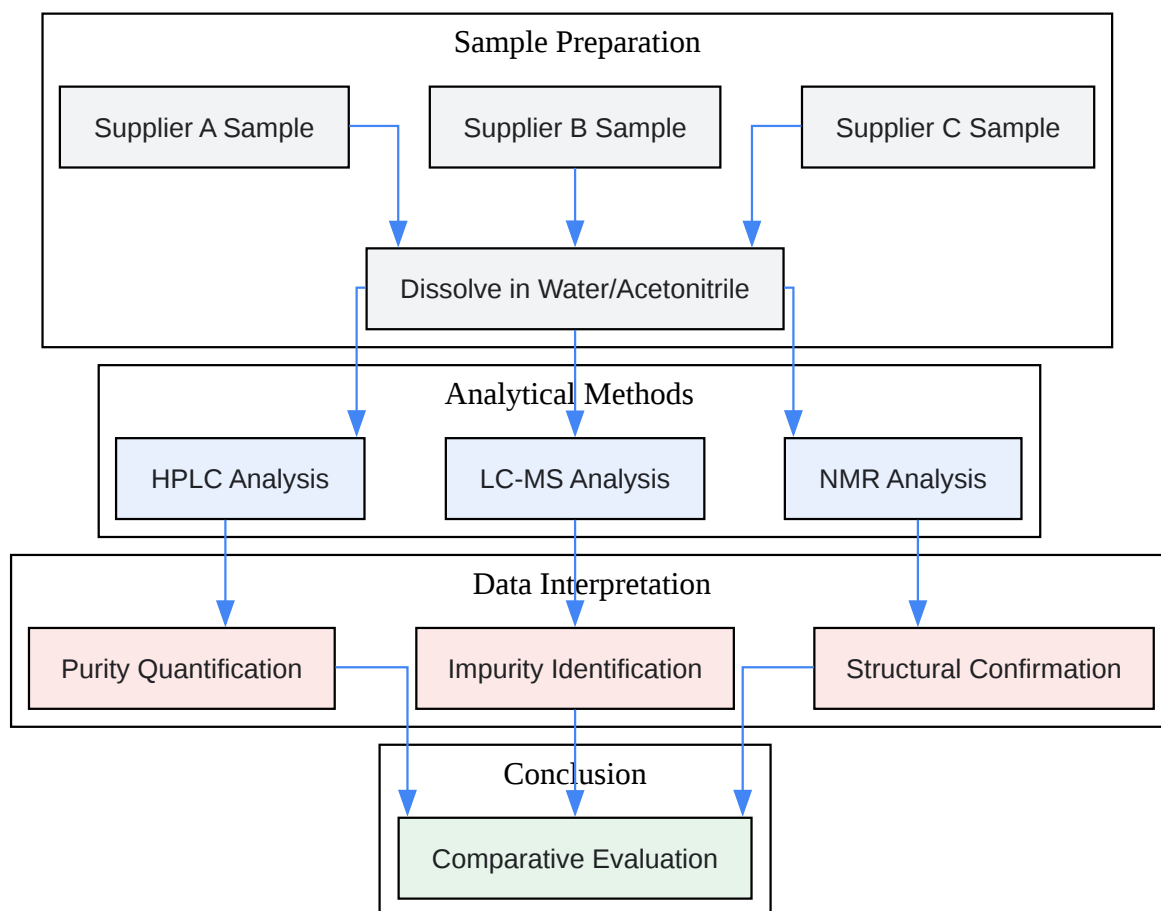 Sample Preparation
Supplier A Sample
Supplier B Sample
Supplier C Sample
Dissolve in Water/Acetonitrile
Analytical Methods
HPLC Analysis
LC-MS Analysis
NMR Analysis
Data Interpretation
Purity Quantification
Impurity Identification
Structural Confirmation
Conclusion
Comparative Evaluation